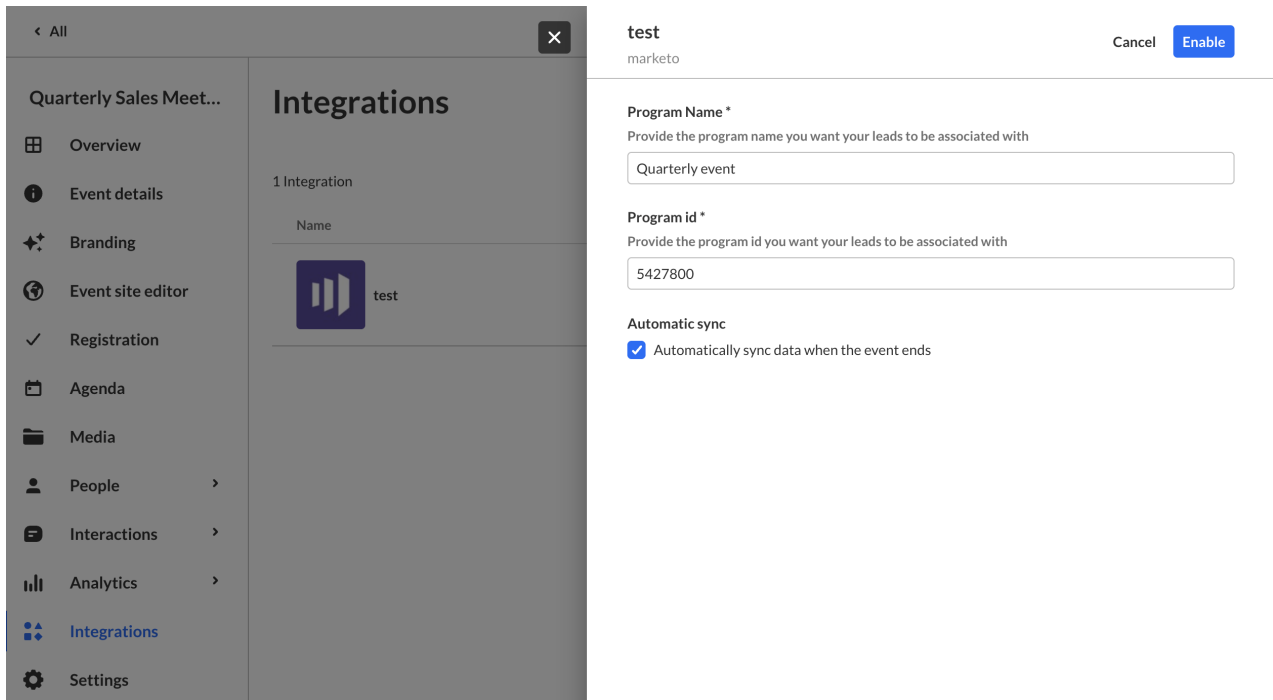 All
Quarterly Sales Meet...
Overview
Event details
Branding
Event site editor
Registration
Agenda
Media
People
Interactions
Analytics
Integrations
Settings
Integrations
1 Integration
Name
test
test
marketo
Cancel
Enable
Program Name *
Provide the program name you want your leads to be associated with
Quarterly event
Program id *
Provide the program id you want your leads to be associated with
5427800
Automatic sync
Automatically sync data when the event ends